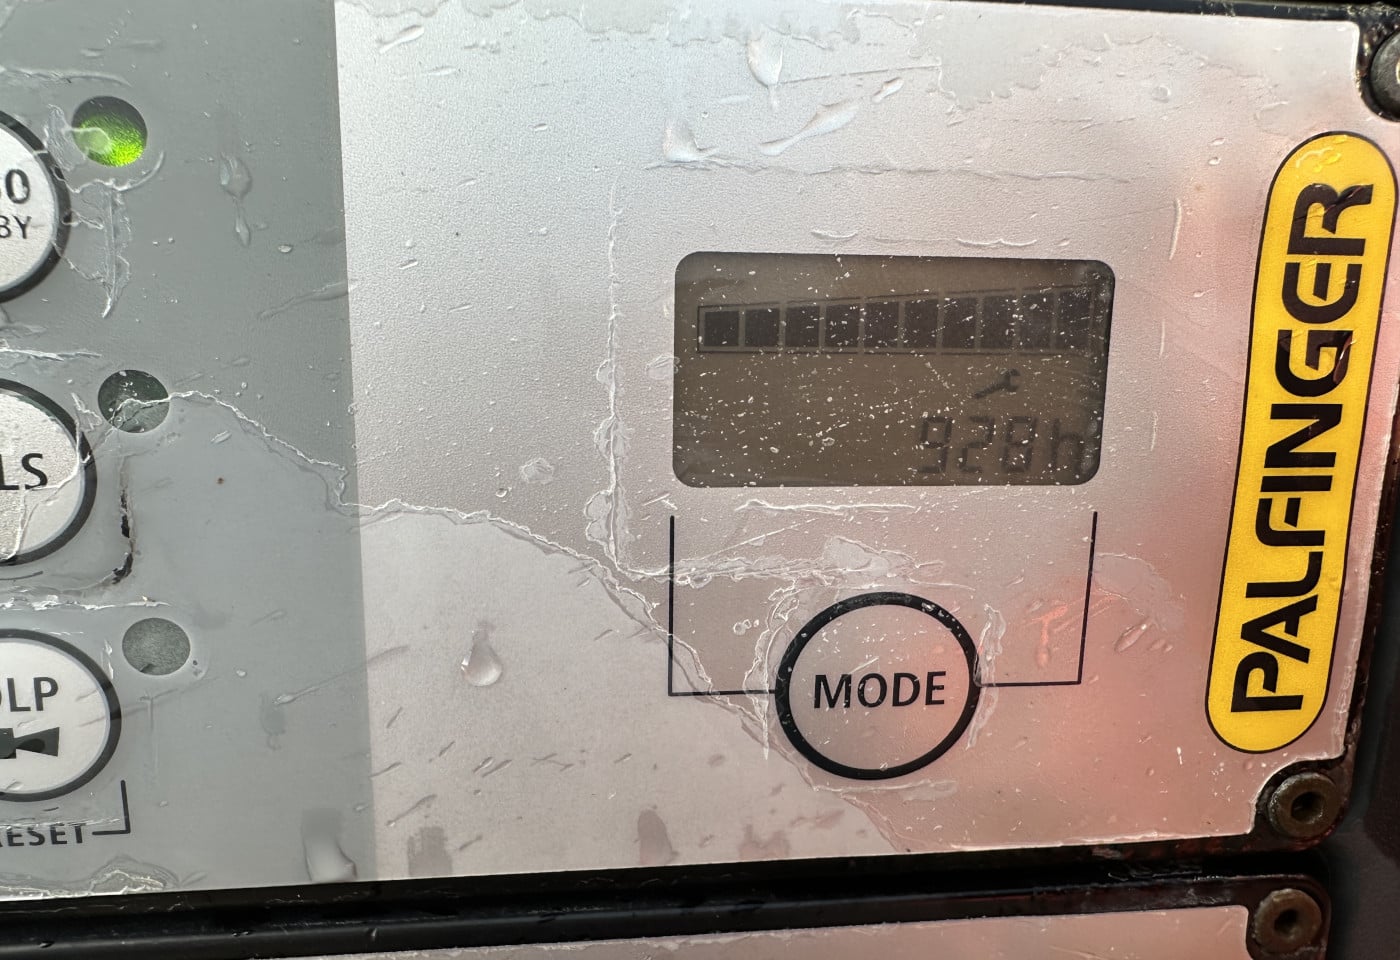 0
BY
LS
OLP
RESET
928h
MODE
PALFINGER